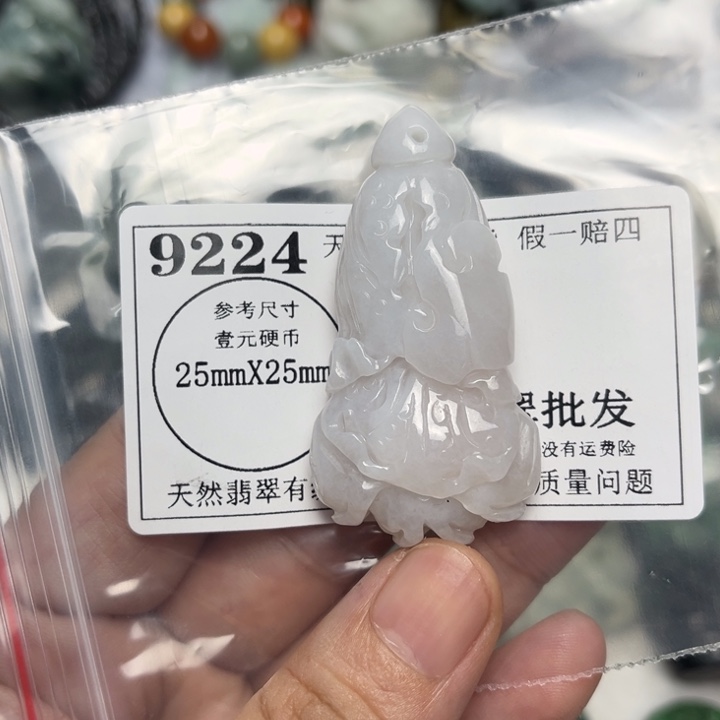 9224 天 假一赔四
参考尺寸
壹元硬币
25mmX25mm
批发
没有运费险
天然翡翠有 质量问题